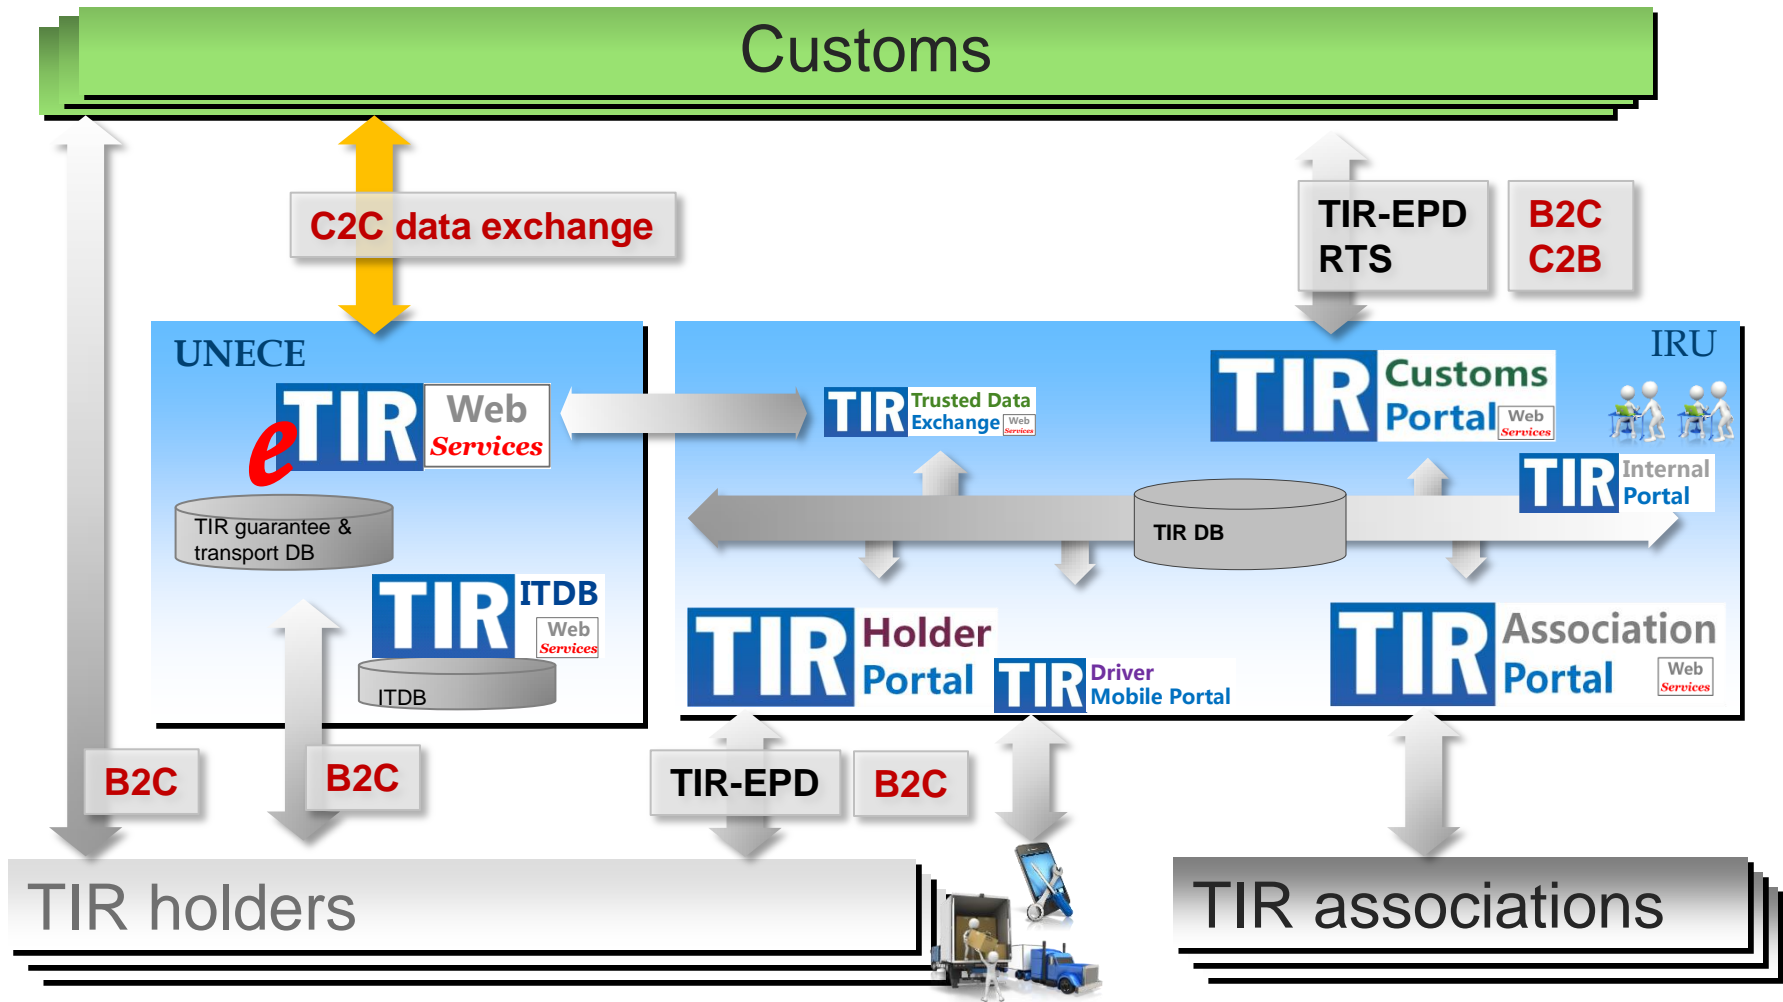 Customs
C2C data exchange
TIR-EPD
RTS
B2C
C2B
UNECE
IRU
eTIR Web
Services
TIR Trusted Data
Exchange Web
Services
TIR Customs
Portal Web
Services
TIR Internal
Portal
TIR guarantee &
transport DB
TIR DB
TIR ITDB
Web
Services
ITDB
TIR Holder
Portal
TIR Driver
Mobile Portal
TIR Association
Portal Web
Services
B2C
B2C
TIR-EPD
B2C
TIR holders
TIR associations